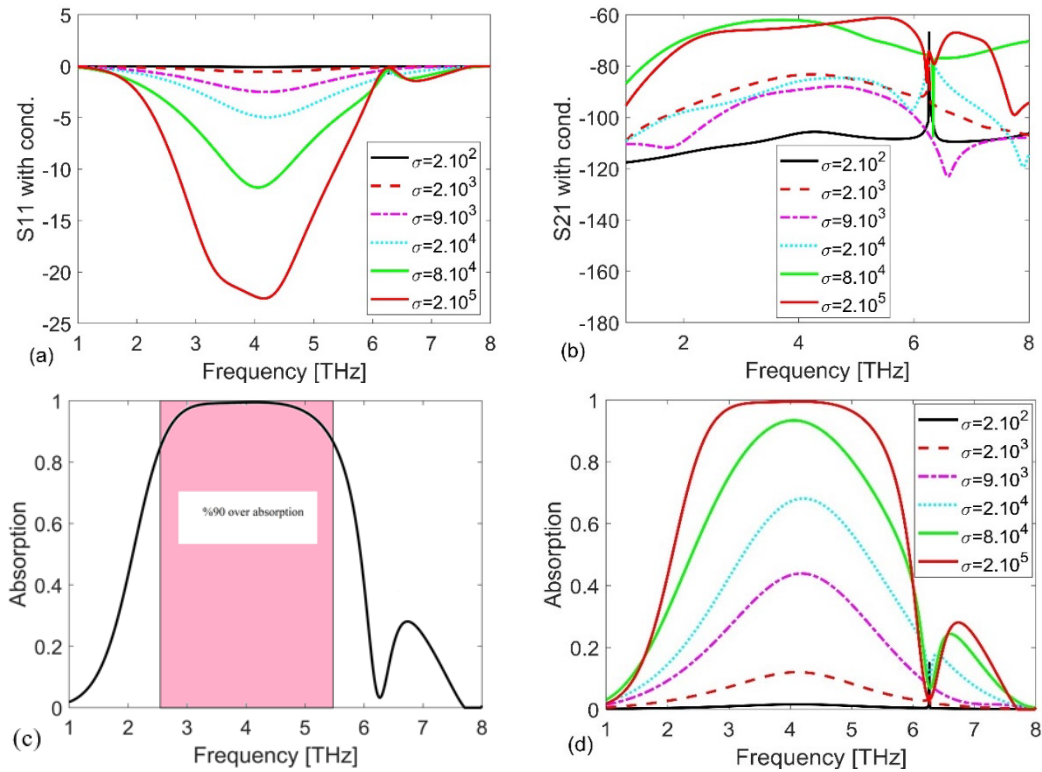 5
0
-5
-10
-15
-20
-25
S11 with cond.
σ=2.10²
σ=2.10³
σ=9.10³
σ=2.10⁴
σ=8.10⁴
σ=2.10⁵
1 2 3 4 5 6 7 8
(a)
Frequency [THz]
-60
-80
-100
-120
-140
-160
-180
S21 with cond.
σ=2.10²
σ=2.10³
σ=9.10³
σ=2.10⁴
σ=8.10⁴
σ=2.10⁵
2 4 6 8
(b)
Frequency [THz]
1
0.8
0.6
0.4
0.2
0
Absorption
%90 over absorption
1 2 3 4 5 6 7 8
(c)
Frequency [THz]
1
0.8
0.6
0.4
0.2
0
Absorption
σ=2.10²
σ=2.10³
σ=9.10³
σ=2.10⁴
σ=8.10⁴
σ=2.10⁵
1 2 3 4 5 6 7 8
(d)
Frequency [THz]